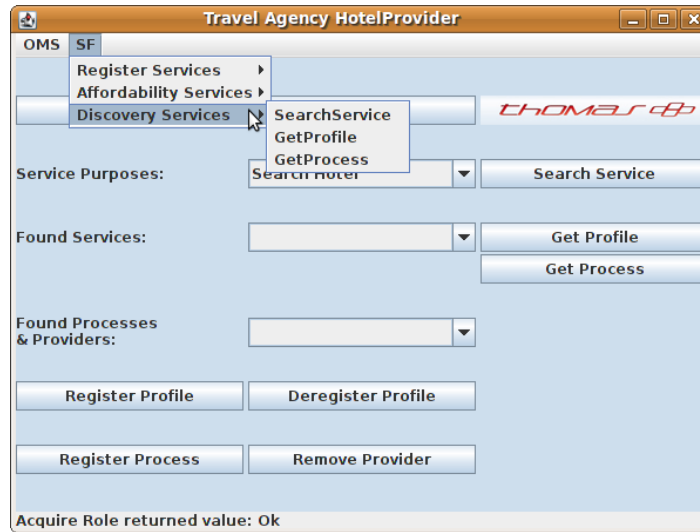 Travel Agency HotelProvider
OMS SF
Register Services
Affordability Services
Discovery Services
SearchService
GetProfile
GetProcess
thomas
Service Purposes:
Search Hotel
Search Service
Found Services:
Get Profile
Get Process
Found Processes
& Providers:
Register Profile
Deregister Profile
Register Process
Remove Provider
Acquire Role returned value: Ok